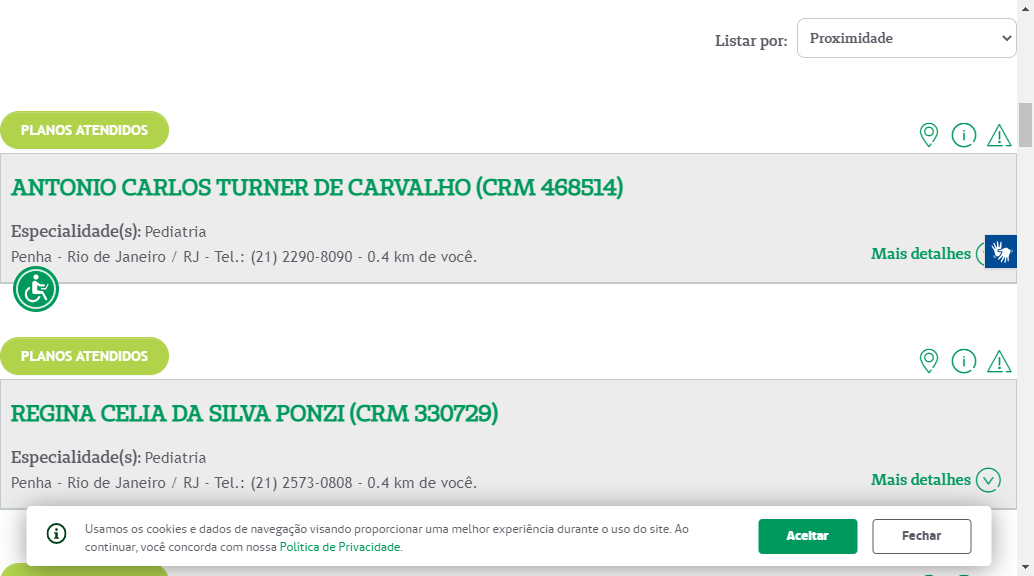 Listar por: Proximidade
PLANOS ATENDIDOS
ANTONIO CARLOS TURNER DE CARVALHO (CRM 468514)
Especialidade(s): Pediatria
Penha - Rio de Janeiro / RJ - Tel.: (21) 2290-8090 - 0.4 km de você.
Mais detalhes
PLANOS ATENDIDOS
REGINA CELIA DA SILVA PONZI (CRM 330729)
Especialidade(s): Pediatria
Penha - Rio de Janeiro / RJ - Tel.: (21) 2573-0808 - 0.4 km de você.
Mais detalhes
Usamos os cookies e dados de navegação visando proporcionar uma melhor experiência durante o uso do site. Ao
continuar, você concorda com nossa Política de Privacidade.
Aceitar
Fechar